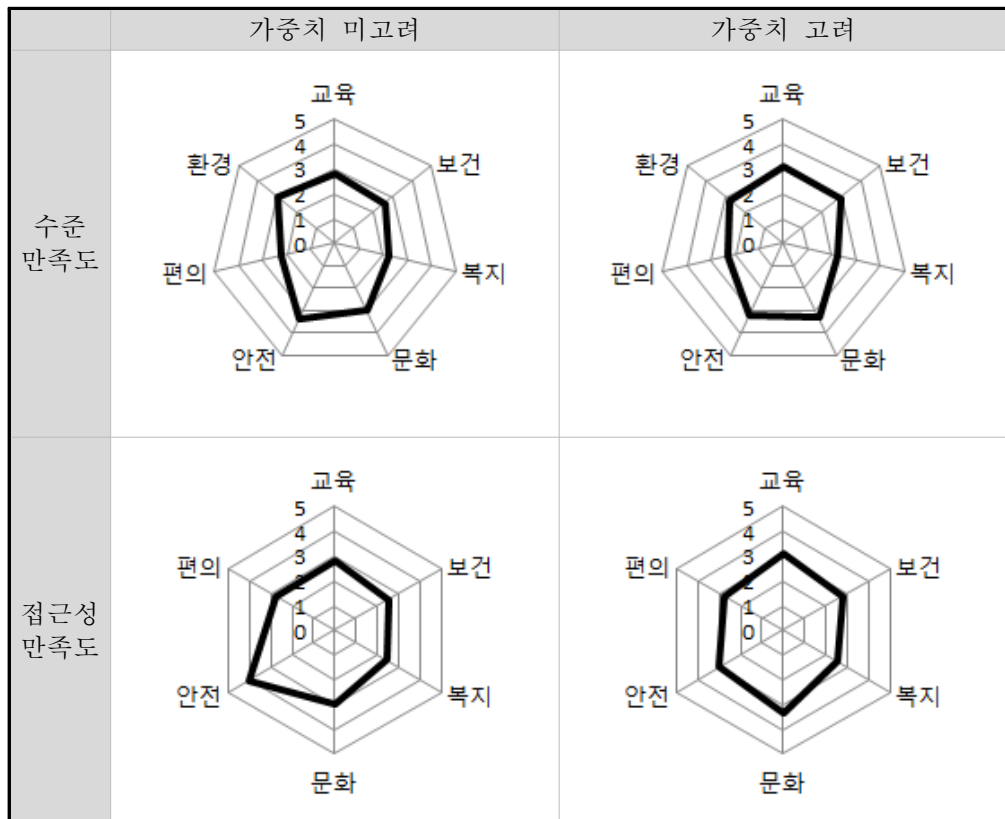 가중치 미고려
가중치 고려
수준
만족도
교육
보건
복지
문화
안전
편의
환경
5
4
3
2
1
0
교육
보건
복지
문화
안전
편의
환경
5
4
3
2
1
0
접근성
만족도
교육
보건
복지
문화
안전
편의
5
4
3
2
1
0
교육
보건
복지
문화
안전
편의
5
4
3
2
1
0